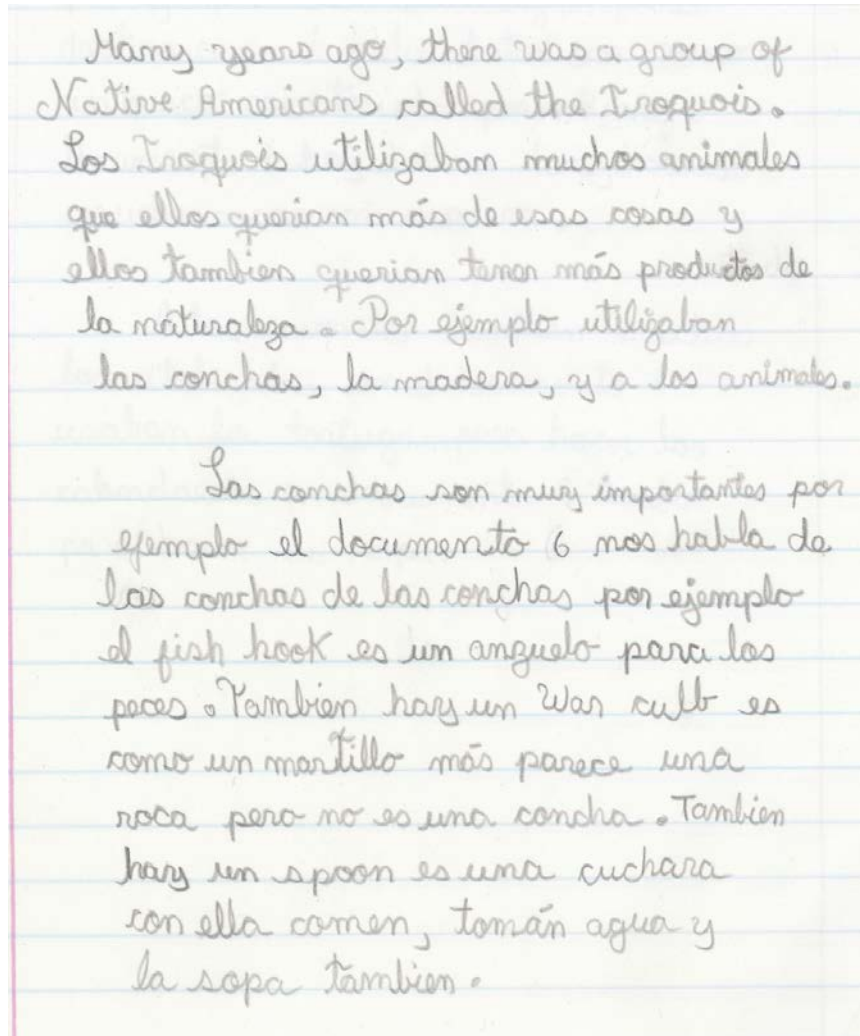 Many years ago, there was a group of
Native Americans called the Iroquois.
Los Iroquois utilizaban muchos animales
que ellos querian más de esas cosas y
ellos tambien querian tener más productos de
la naturaleza. Por ejemplo utilizaban
las conchas, la madera, y a los animales.
Las conchas son muy importantes por
ejemplo el documento 6 nos habla de
las conchas de las conchas por ejemplo
el fish hook es un anzuelo para los
peces. Tambien hay un War culb es
como un martillo más parece una
roca pero no es una concha. Tambien
hay un spoon es una cuchara
con ella comen, tomán agua y
la sopa tambien.